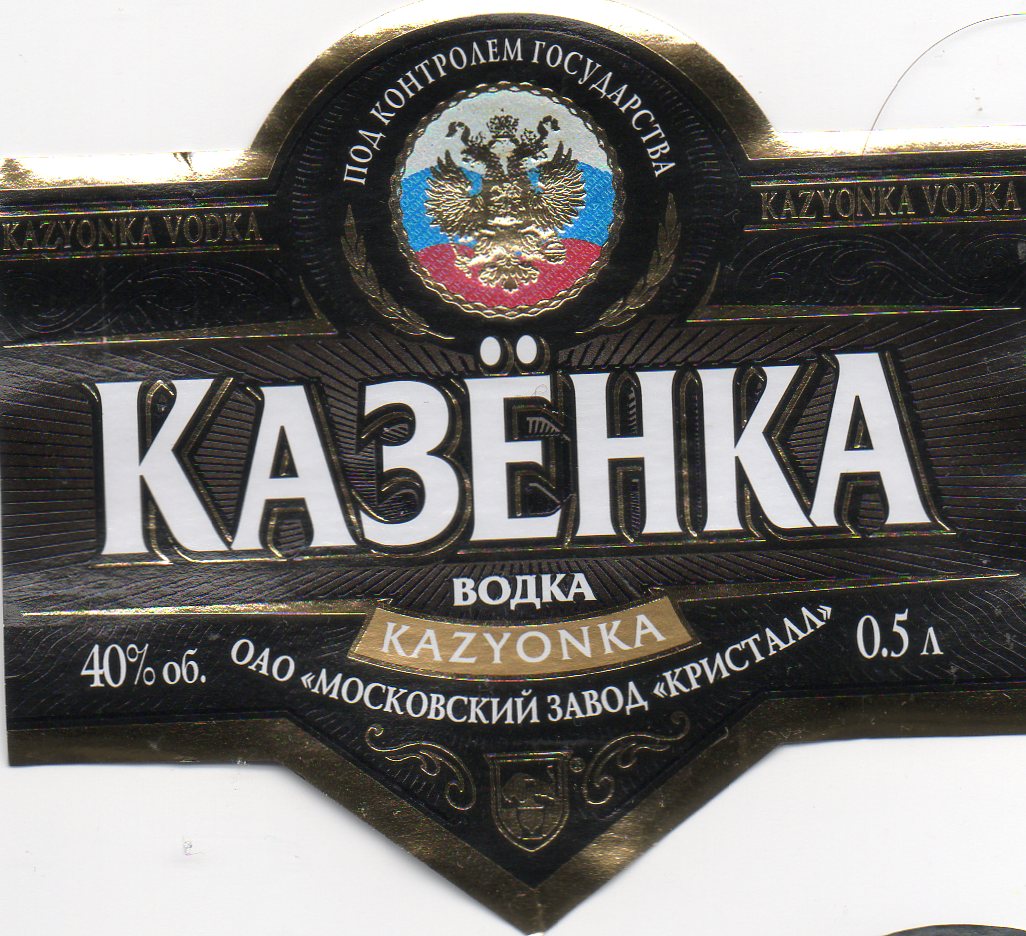 ПОД КОНТРОЛЕМ ГОСУДАРСТВА
KAZYONKA VODKA
KAZYONKA VODKA
КАЗЁНКА
ВОДКА
KAZYONKA
40% об.
ОАО «МОСКОВСКИЙ ЗАВОД «КРИСТАЛЛ»
0.5 л
®